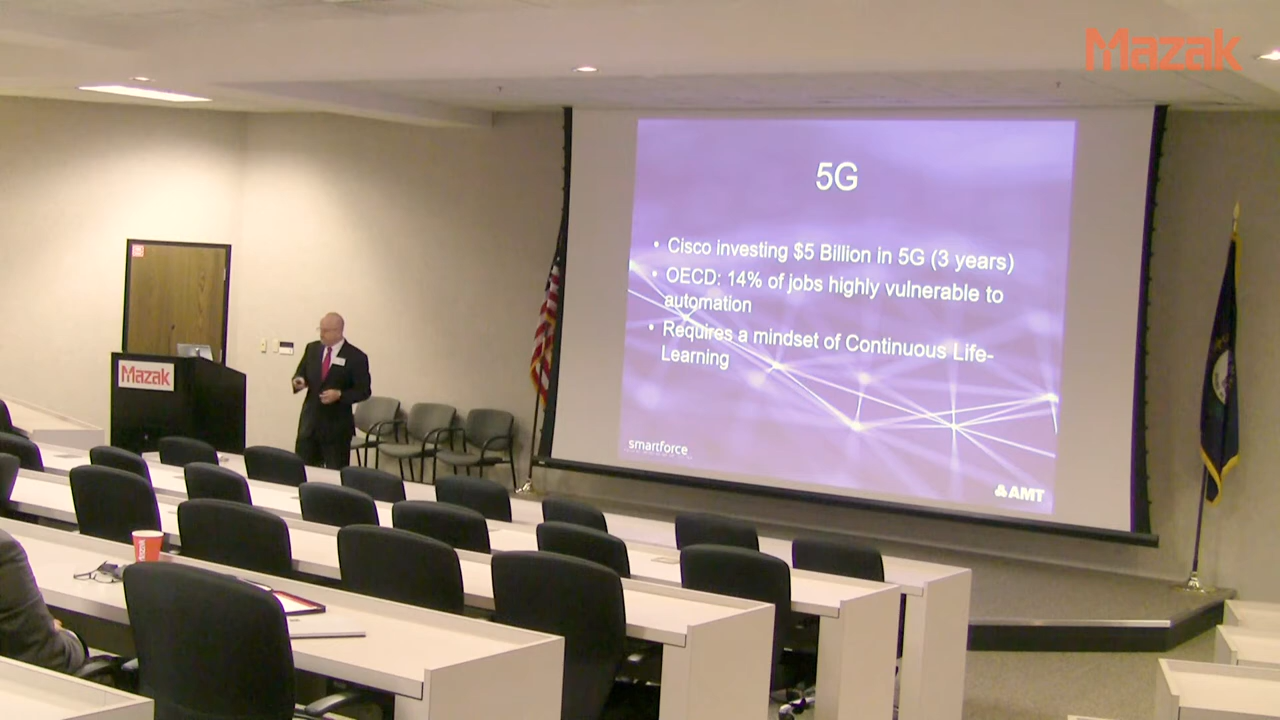 Mazak
5G
• Cisco investing $5 Billion in 5G (3 years)
• OECD: 14% of jobs highly vulnerable to
automation
• Requires a mindset of Continuous Life-
Learning
smartforce
AMT
Mazak
Mazak